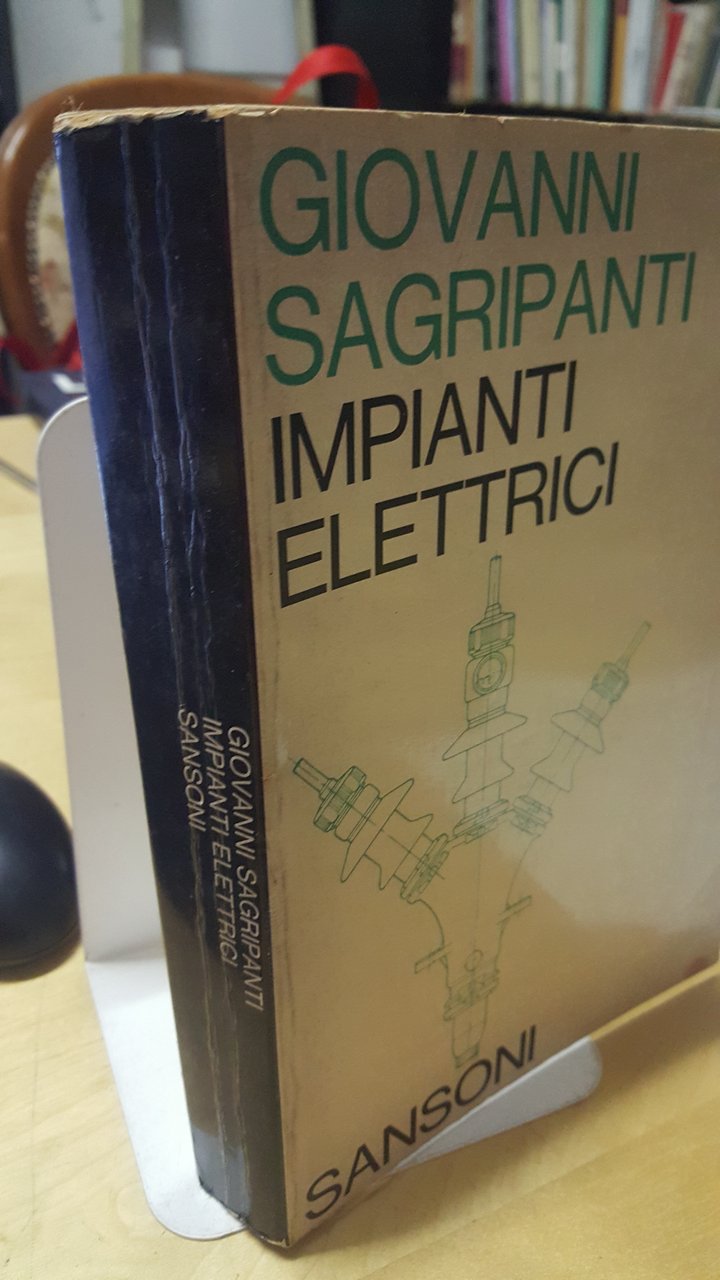 GIOVANNI
SAGRIPANTI
IMPIANTI
ELETTRICI
SANSONI
GIOVANNI SAGRIPANTI
IMPIANTI ELETTRICI
SANSONI